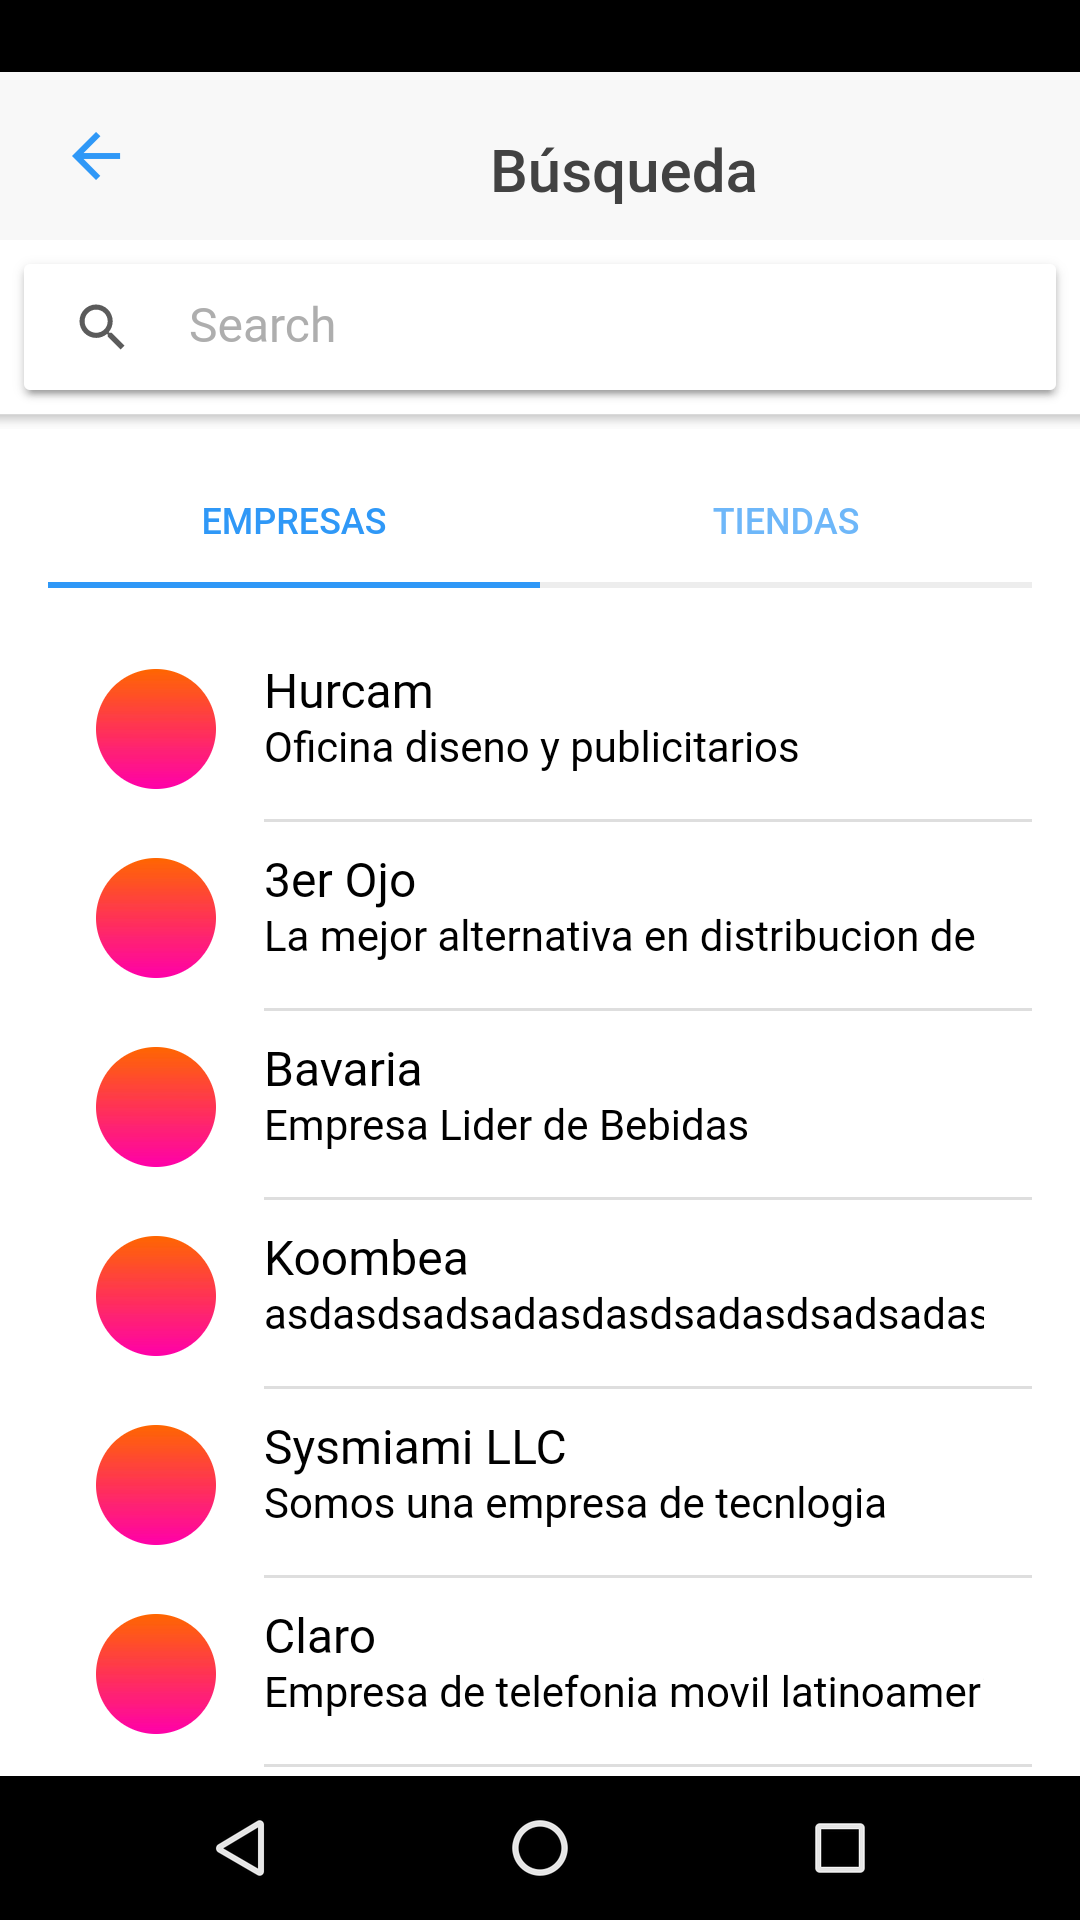 Búsqueda
Search
EMPRESAS
TIENDAS
Hurcam
Oficina diseno y publicitarios
3er Ojo
La mejor alternativa en distribucion de
Bavaria
Empresa Lider de Bebidas
Koombea
asdasdsadsadasdasdsadasdsadsadas
Sysmiami LLC
Somos una empresa de tecnlogia
Claro
Empresa de telefonia movil latinoamer